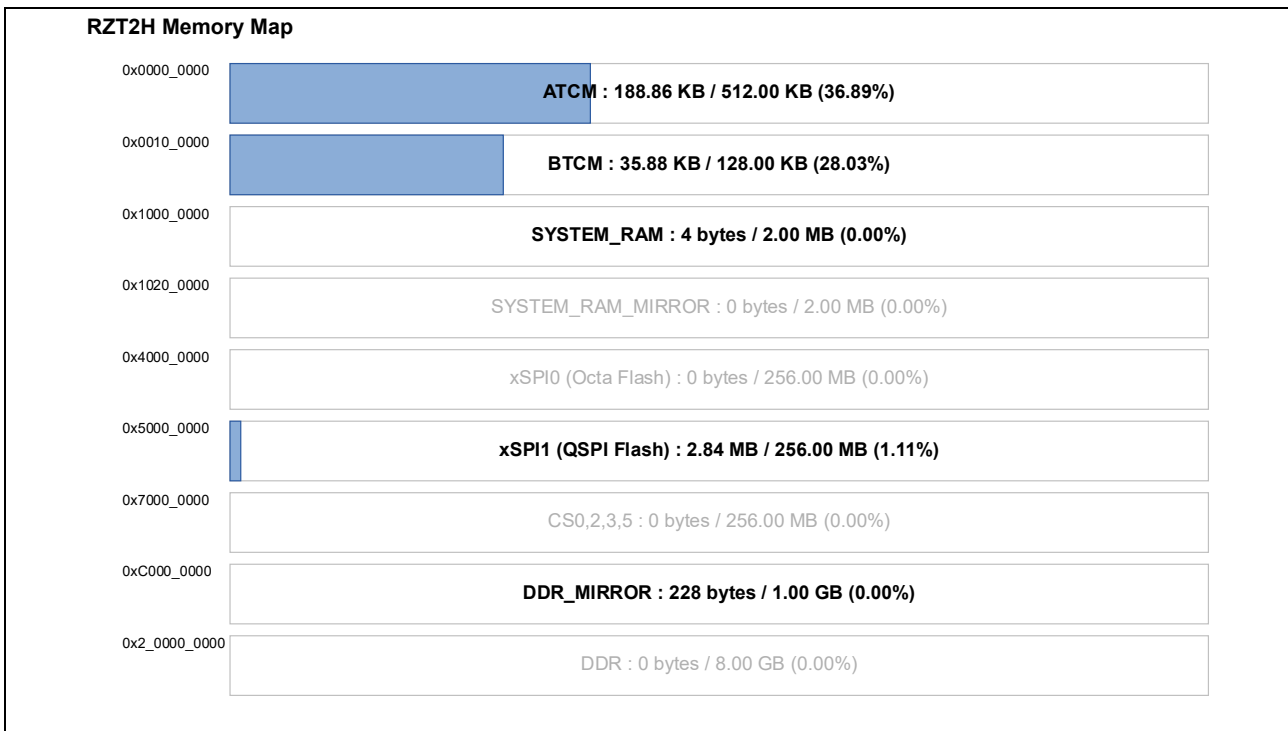 RZT2H Memory Map
0x0000_0000
ATCM : 188.86 KB / 512.00 KB (36.89%)
0x0010_0000
BTCM : 35.88 KB / 128.00 KB (28.03%)
0x1000_0000
SYSTEM_RAM : 4 bytes / 2.00 MB (0.00%)
0x1020_0000
SYSTEM_RAM_MIRROR : 0 bytes / 2.00 MB (0.00%)
0x4000_0000
xSPI0 (Octa Flash) : 0 bytes / 256.00 MB (0.00%)
0x5000_0000
xSPI1 (QSPI Flash) : 2.84 MB / 256.00 MB (1.11%)
0x7000_0000
CS0,2,3,5 : 0 bytes / 256.00 MB (0.00%)
0xC000_0000
DDR_MIRROR : 228 bytes / 1.00 GB (0.00%)
0x2_0000_0000
DDR : 0 bytes / 8.00 GB (0.00%)